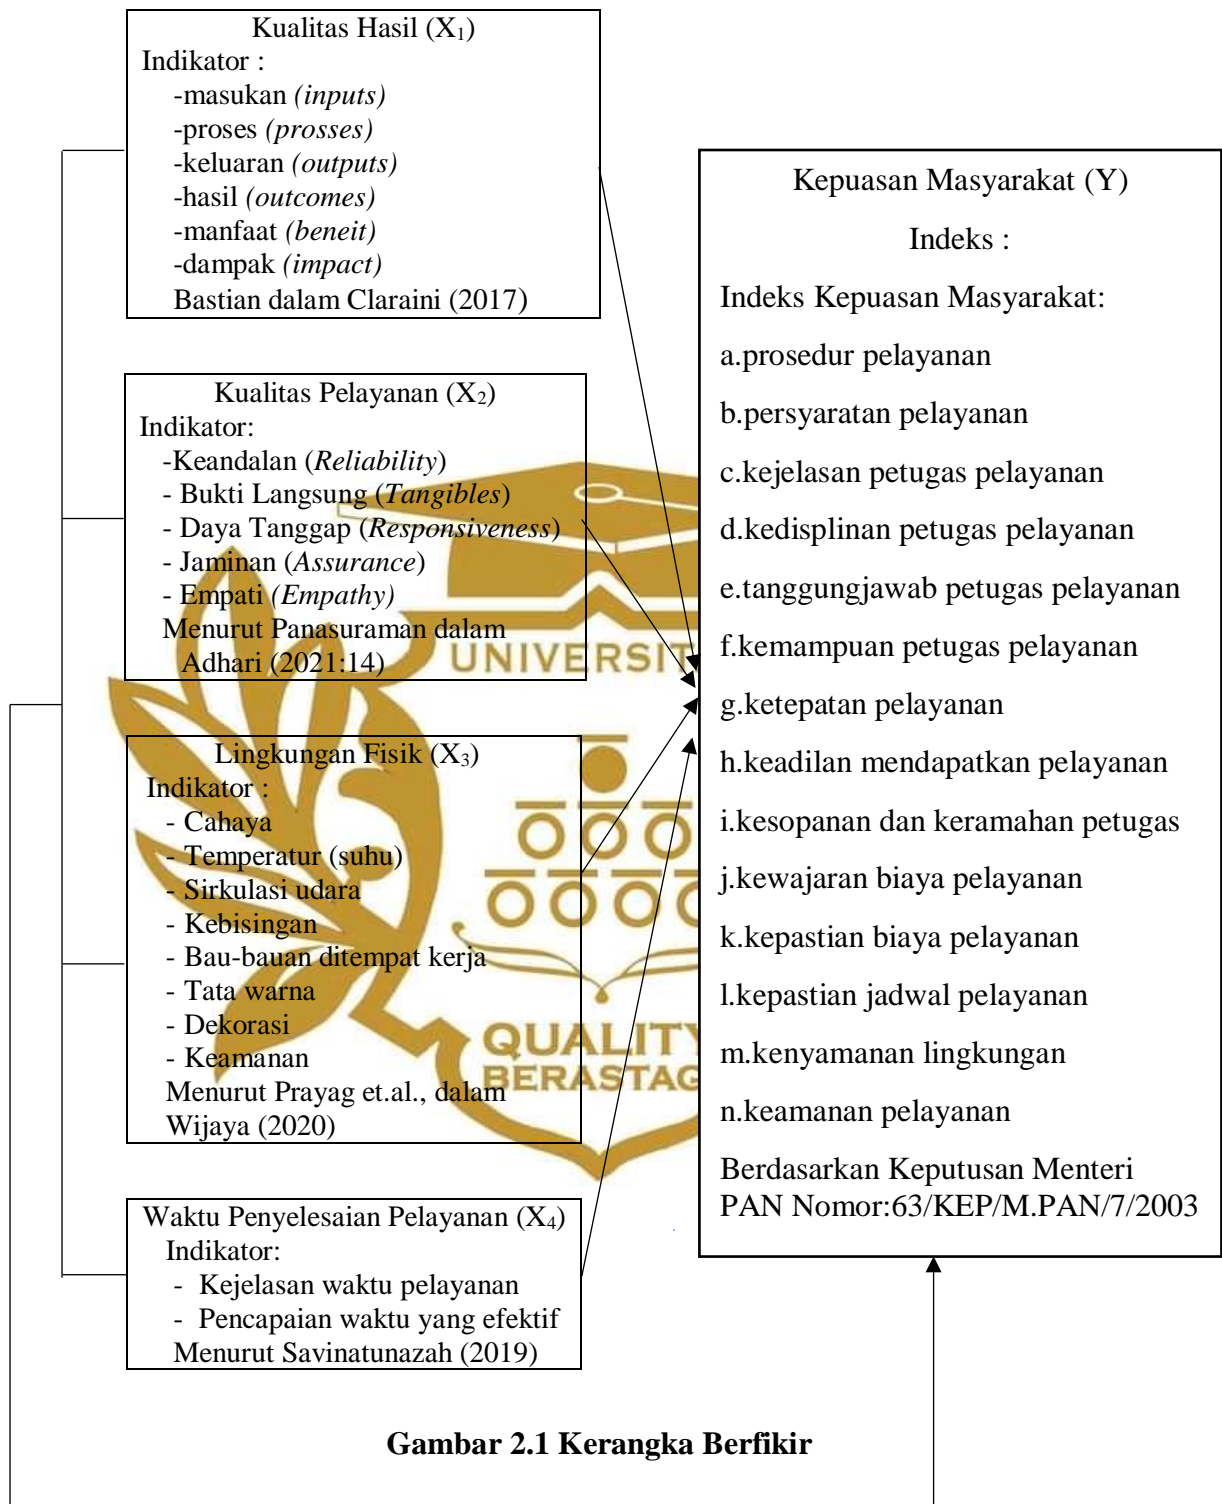 Kualitas Hasil (X₁)
Indikator :
-masukan (inputs)
-proses (prosses)
-keluaran (outputs)
-hasil (outcomes)
-manfaat (beneit)
-dampak (impact)
Bastian dalam Claraini (2017)
Kualitas Pelayanan (X₂)
Indikator:
-Keandalan (Reliability)
- Bukti Langsung (Tangibles)
- Daya Tanggap (Responsiveness)
- Jaminan (Assurance)
- Empati (Empathy)
Menurut Panasuraman dalam
Adhari (2021:14)
Lingkungan Fisik (X₃)
Indikator :
- Cahaya
- Temperatur (suhu)
- Sirkulasi udara
- Kebisingan
- Bau-bauan ditempat kerja
- Tata warna
- Dekorasi
- Keamanan
Menurut Prayag et.al., dalam
Wijaya (2020)
Waktu Penyelesaian Pelayanan (X₄)
Indikator:
- Kejelasan waktu pelayanan
- Pencapaian waktu yang efektif
Menurut Savinatunazah (2019)
Kepuasan Masyarakat (Y)
Indeks :
Indeks Kepuasan Masyarakat:
a.prosedur pelayanan
b.persyaratan pelayanan
c.kejelasan petugas pelayanan
d.kedisplinan petugas pelayanan
e.tanggungjawab petugas pelayanan
f.kemampuan petugas pelayanan
g.ketepatan pelayanan
h.keadilan mendapatkan pelayanan
i.kesopanan dan keramahan petugas
j.kewajaran biaya pelayanan
k.kepastian biaya pelayanan
l.kepastian jadwal pelayanan
m.kenyamanan lingkungan
n.keamanan pelayanan
Berdasarkan Keputusan Menteri
PAN Nomor:63/KEP/M.PAN/7/2003
UNIVERSIT
QUALITY
BERASTAG
Gambar 2.1 Kerangka Berfikir